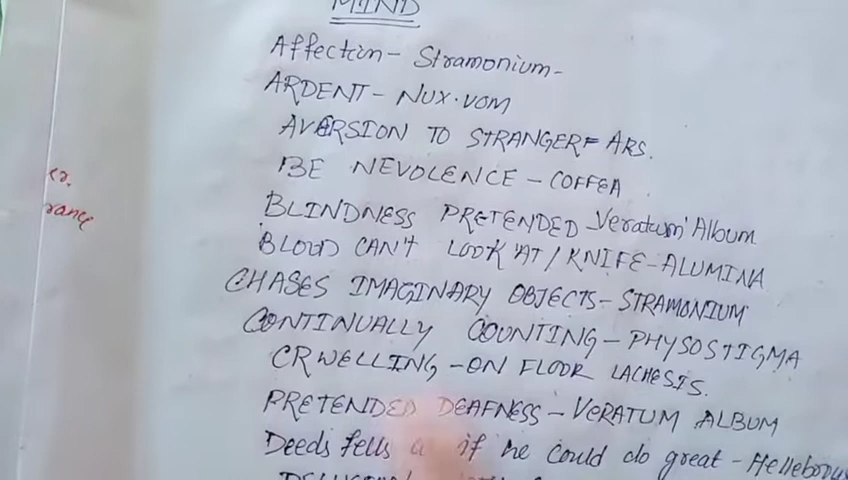 MIND
Affection- Stramonium-
ARDENT- NUX.VOM
AVERSION TO STRANGER= ARS.
BE NEVOLENCE - COFFEA
BLINDNESS PRETENDED - Veratum Album
BLOUD CAN'T LOOK AT / KNIFE-ALUMINA
CHASES IMAGINARY OBJECTS- STRAMONIUM
CONTINUALLY COUNTING - PHYSOSTIGMA
CRWELLING -ON FLOOR LACHESIS.
PRETENDED DEAFNESS - VERATUM ALBUM
Deeds fells if he could do great - Helleborus